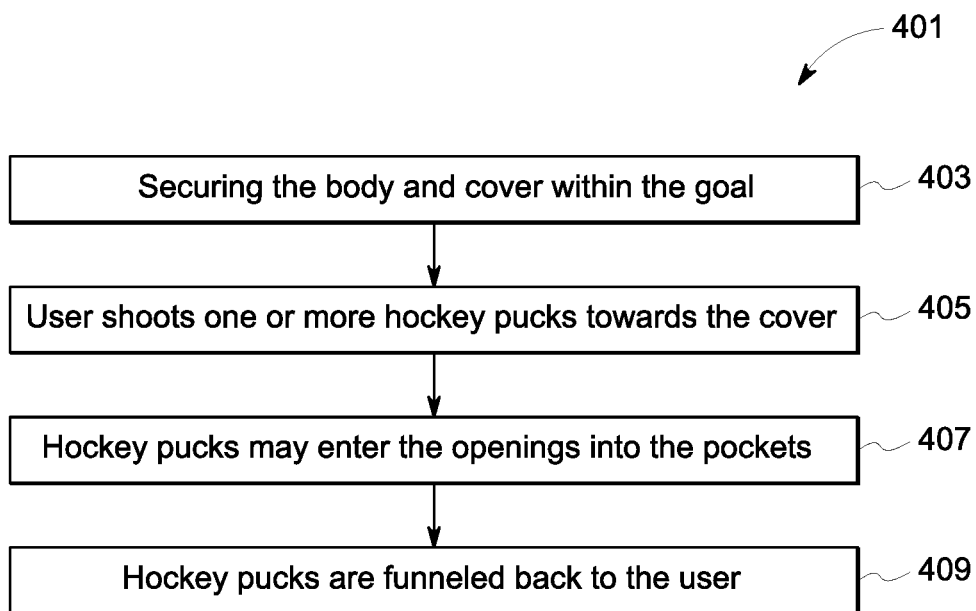 401
Securing the body and cover within the goal 403
User shoots one or more hockey pucks towards the cover 405
Hockey pucks may enter the openings into the pockets 407
Hockey pucks are funneled back to the user 409